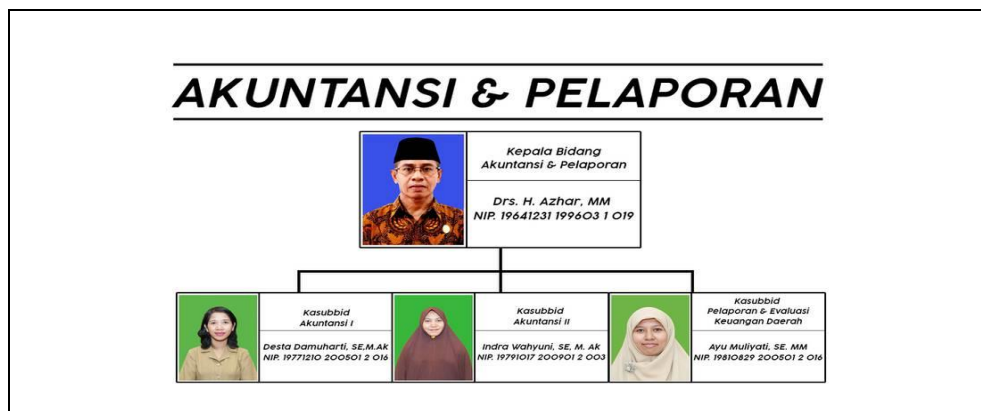 AKUNTANSI & PELAPORAN
Kepala Bidang
Akuntansi & Pelaporan
Drs. H. Azhar, MM
NIP. 19641231 199603 1 019
Kasubbid
Akuntansi I
Desta Damuharti, SE,M.Ak
NIP. 19771210 200501 2 016
Kasubbid
Akuntansi II
Indra Wahyuni, SE, M. Ak
NIP. 19791017 200901 2 003
Kasubbid
Pelaporan & Evaluasi
Keuangan Daerah
Ayu Muliyati, SE. MM
NIP. 19810829 200501 2 016